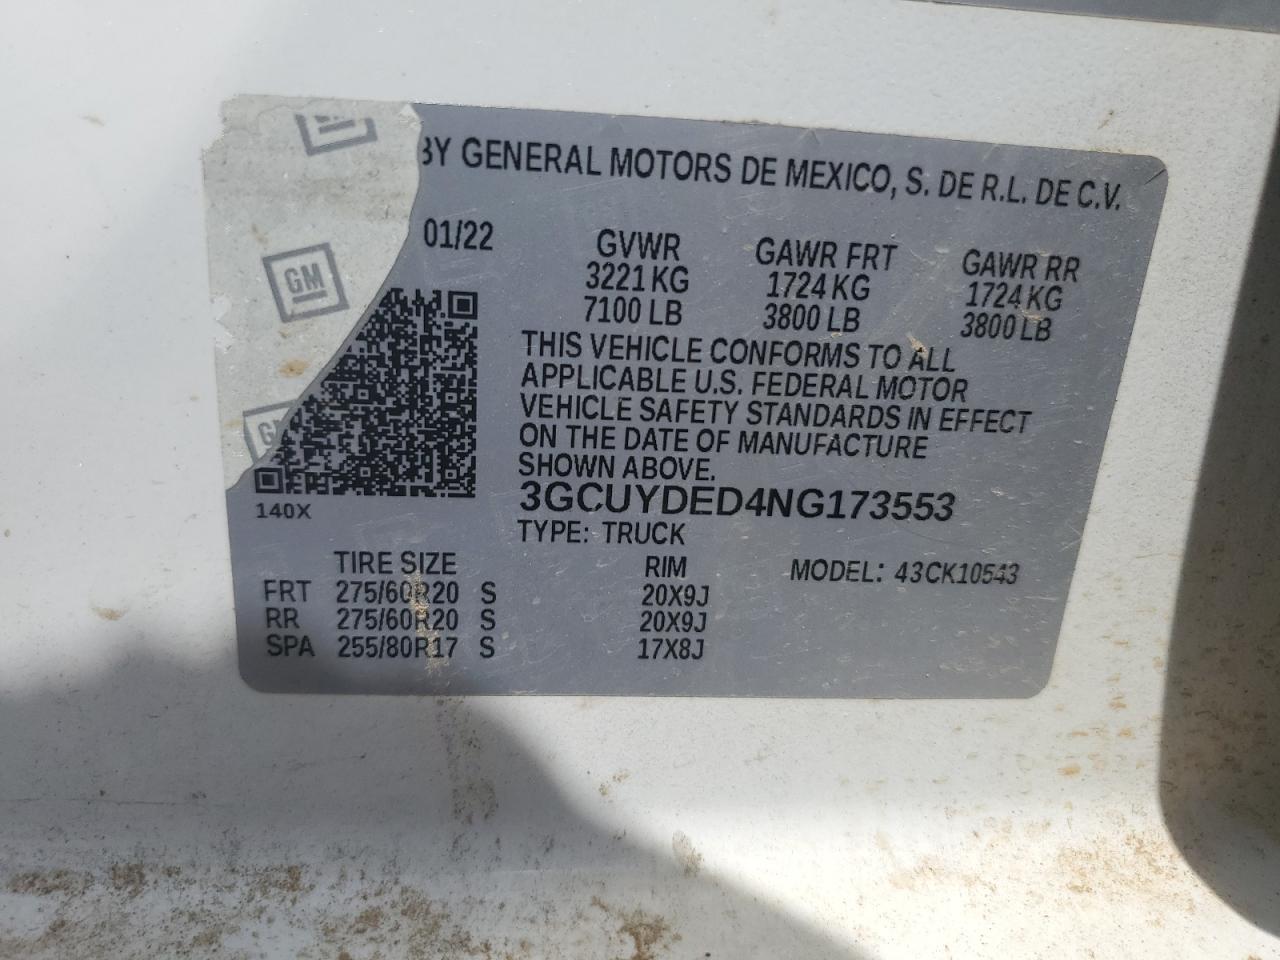 BY GENERAL MOTORS DE MEXICO, S. DE R.L. DE C.V.
01/22 GVWR GAWR FRT GAWR RR
3221 KG 1724 KG 1724 KG
7100 LB 3800 LB 3800 LB
GM
GM
THIS VEHICLE CONFORMS TO ALL
APPLICABLE U.S. FEDERAL MOTOR
VEHICLE SAFETY STANDARDS IN EFFECT
ON THE DATE OF MANUFACTURE
SHOWN ABOVE.
140X 3GCUYDED4NG173553
TYPE: TRUCK
TIRE SIZE RIM MODEL: 43CK10543
FRT 275/60R20 S 20X9J
RR 275/60R20 S 20X9J
SPA 255/80R17 S 17X8J